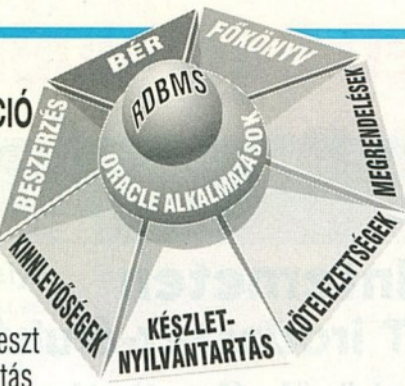 BÉR
FŐKÖNYV
BESZERZÉS
RDBMS
ORACLE ALKALMAZÁSOK
MEGRENDELÉSEK
KINNLEVŐSÉGEK
KÉSZLET-
NYILVÁNTARTÁS
KÖTELEZETTSÉGEK
CIÓ
eszt
tás